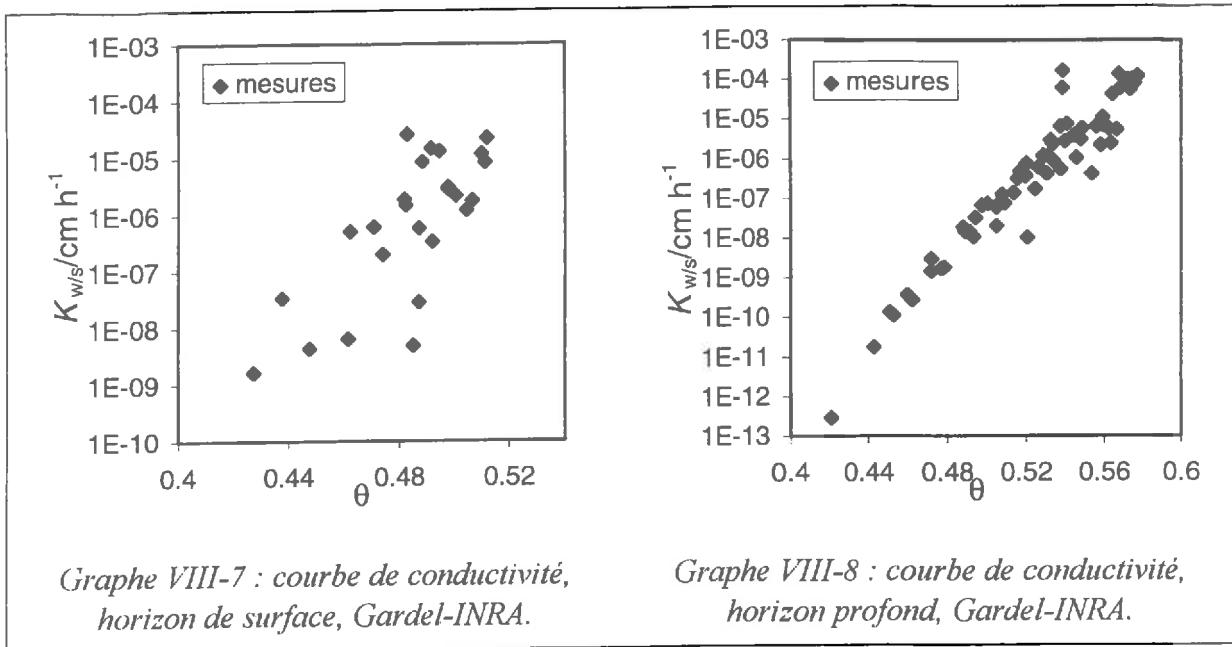 1E-03
1E-04
1E-05
1E-06
1E-07
1E-08
1E-09
1E-10
K w/s/cm h⁻¹
◆ mesures
0.4 0.44 0.48 0.52
θ
Graphe VIII-7 : courbe de conductivité,
horizon de surface, Gardel-INRA.
1E-03
1E-04
1E-05
1E-06
1E-07
1E-08
1E-09
1E-10
1E-11
1E-12
1E-13
K w/s/cm h⁻¹
◆ mesures
0.4 0.44 0.48 0.52 0.56 0.6
θ
Graphe VIII-8 : courbe de conductivité,
horizon profond, Gardel-INRA.